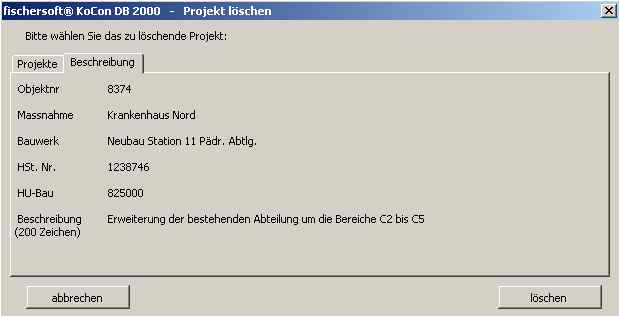 fischersoft® KoCon DB 2000 - Projekt löschen
Bitte wählen Sie das zu löschende Projekt:
Projekte Beschreibung
Objektnr 8374
Massnahme Krankenhaus Nord
Bauwerk Neubau Station 11 Pädr. Abtlg.
HSt. Nr. 1238746
HU-Bau 825000
Beschreibung Erweiterung der bestehenden Abteilung um die Bereiche C2 bis C5
(200 Zeichen)
abbrechen löschen